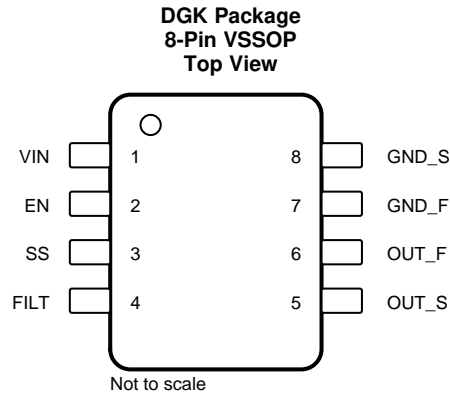 DGK Package
8-Pin VSSOP
Top View
VIN 1 8 GND_S
EN 2 7 GND_F
SS 3 6 OUT_F
FILT 4 5 OUT_S
Not to scale